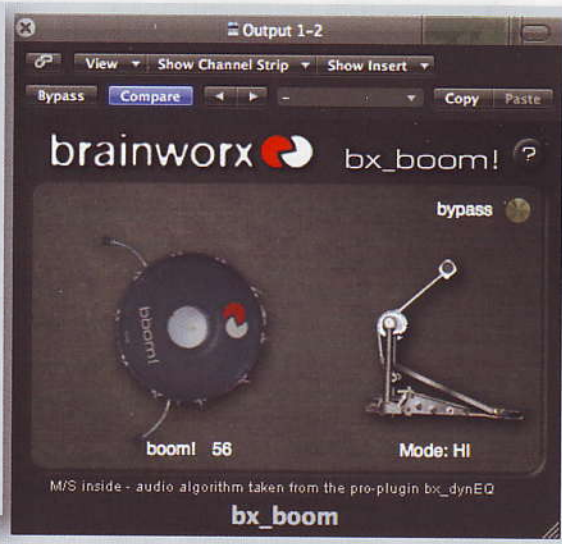 Output 1-2
View Show Channel Strip Show Insert
Bypass Compare - Copy Paste
brainworx bx_boom! ?
bypass
boom!
boom! 56 Mode: HI
M/S inside - audio algorithm taken from the pro-plugin bx_dynEQ
bx_boom